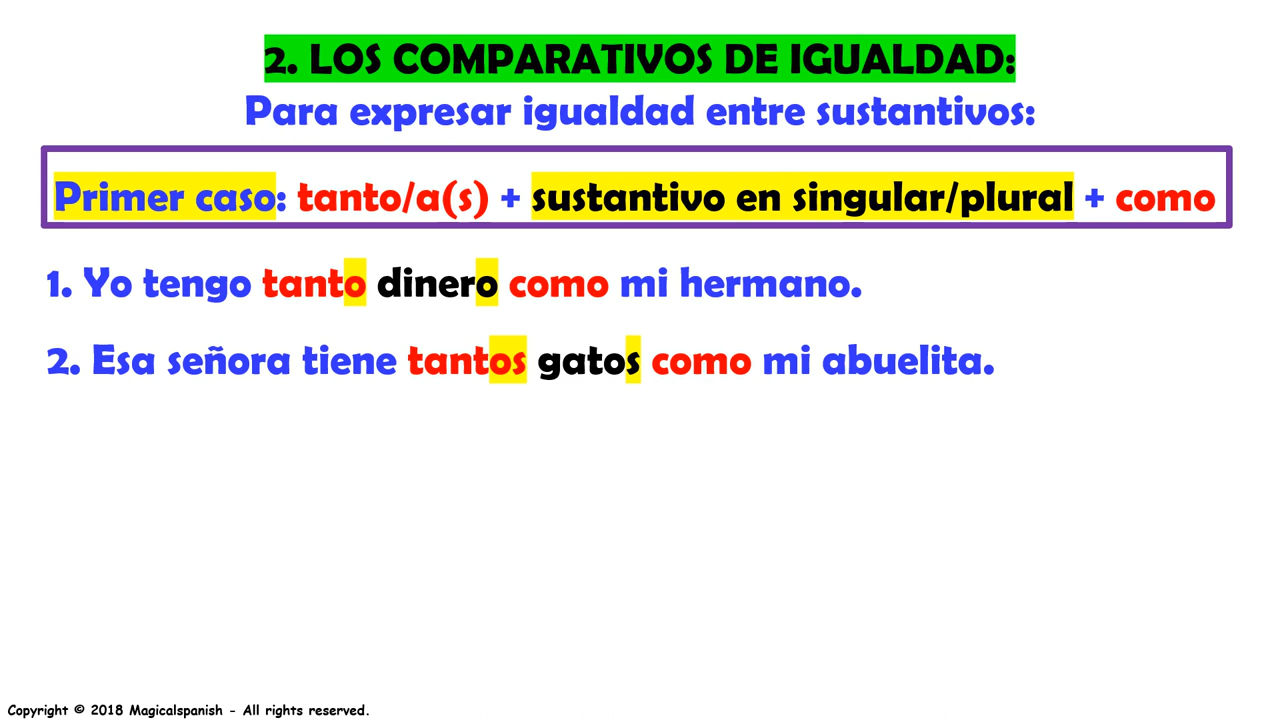 2. LOS COMPARATIVOS DE IGUALDAD:
Para expresar igualdad entre sustantivos:
Primer caso: tanto/a(s) + sustantivo en singular/plural + como
1. Yo tengo tanto dinero como mi hermano.
2. Esa señora tiene tantos gatos como mi abuelita.
Copyright © 2018 Magicalspanish - All rights reserved.